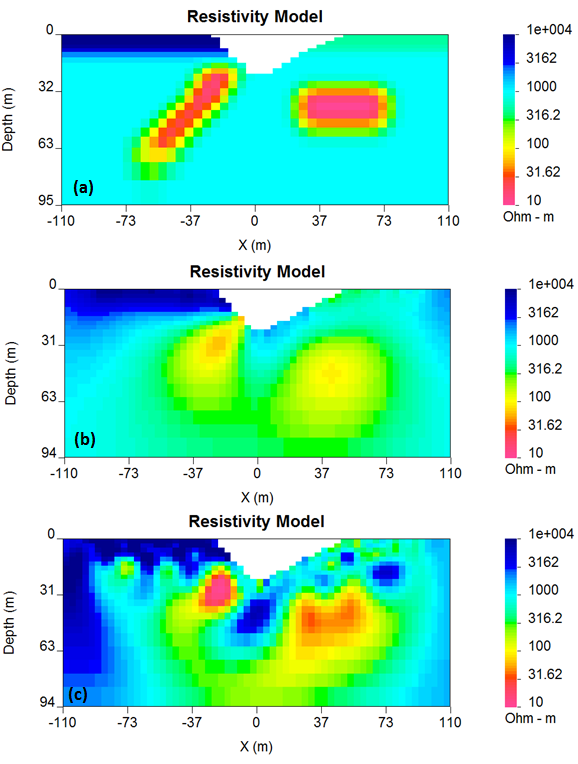 Resistivity Model
Depth (m)
0
32
63
95
(a)
-110 -73 -37 0 37 73 110
X (m)
1e+004
3162
1000
316.2
100
31.62
10
Ohm - m
Resistivity Model
Depth (m)
0
31
63
94
(b)
-110 -73 -37 0 37 73 110
X (m)
1e+004
3162
1000
316.2
100
31.62
10
Ohm - m
Resistivity Model
Depth (m)
0
31
63
94
(c)
-110 -73 -37 0 37 73 110
X (m)
1e+004
3162
1000
316.2
100
31.62
10
Ohm - m